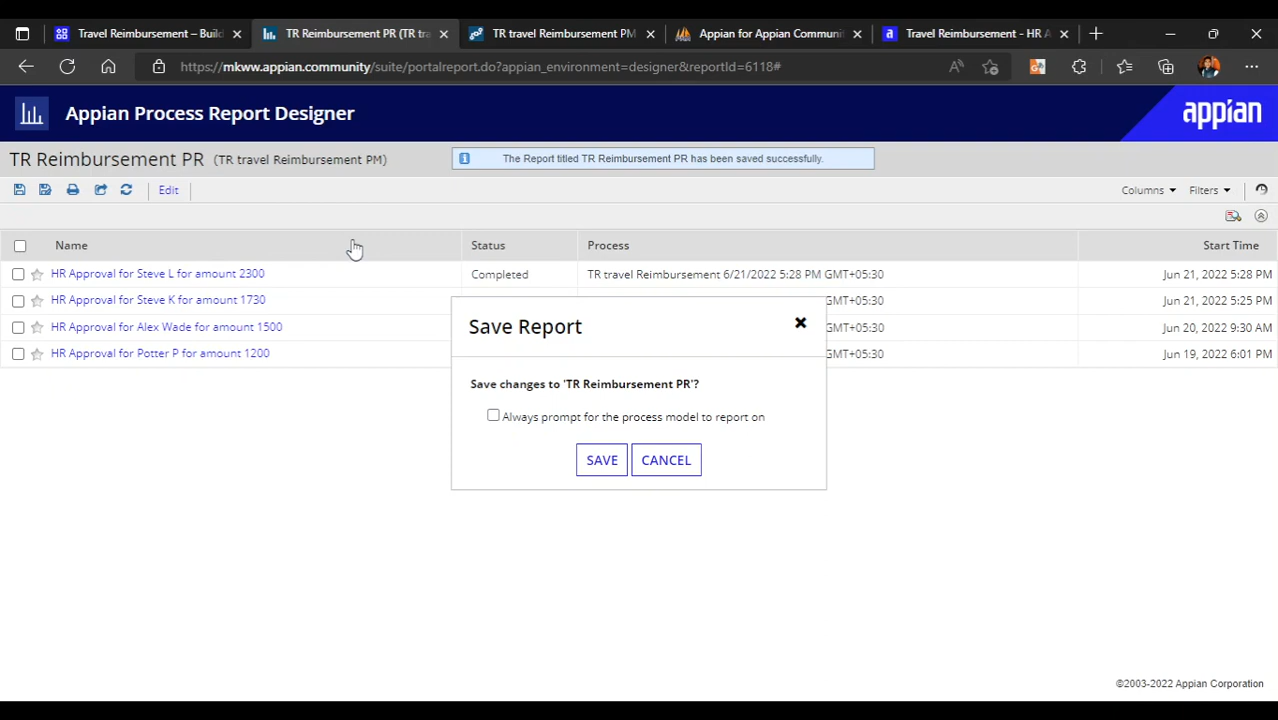 Travel Reimbursement – Build
TR Reimbursement PR (TR tra
TR travel Reimbursement PM
Appian for Appian Communi
Travel Reimbursement - HR A
https://mkww.appian.community/suite/portalreport.do?appian_environment=designer&reportId=6118#
Appian Process Report Designer
appian
TR Reimbursement PR (TR travel Reimbursement PM)
The Report titled TR Reimbursement PR has been saved successfully.
Edit
Columns
Filters
Name Status Process Start Time
HR Approval for Steve L for amount 2300 Completed TR travel Reimbursement 6/21/2022 5:28 PM GMT+05:30 Jun 21, 2022 5:28 PM
HR Approval for Steve K for amount 1730 GMT+05:30 Jun 21, 2022 5:25 PM
HR Approval for Alex Wade for amount 1500 GMT+05:30 Jun 20, 2022 9:30 AM
HR Approval for Potter P for amount 1200 GMT+05:30 Jun 19, 2022 6:01 PM
Save Report
Save changes to 'TR Reimbursement PR'?
Always prompt for the process model to report on
SAVE CANCEL
©2003-2022 Appian Corporation